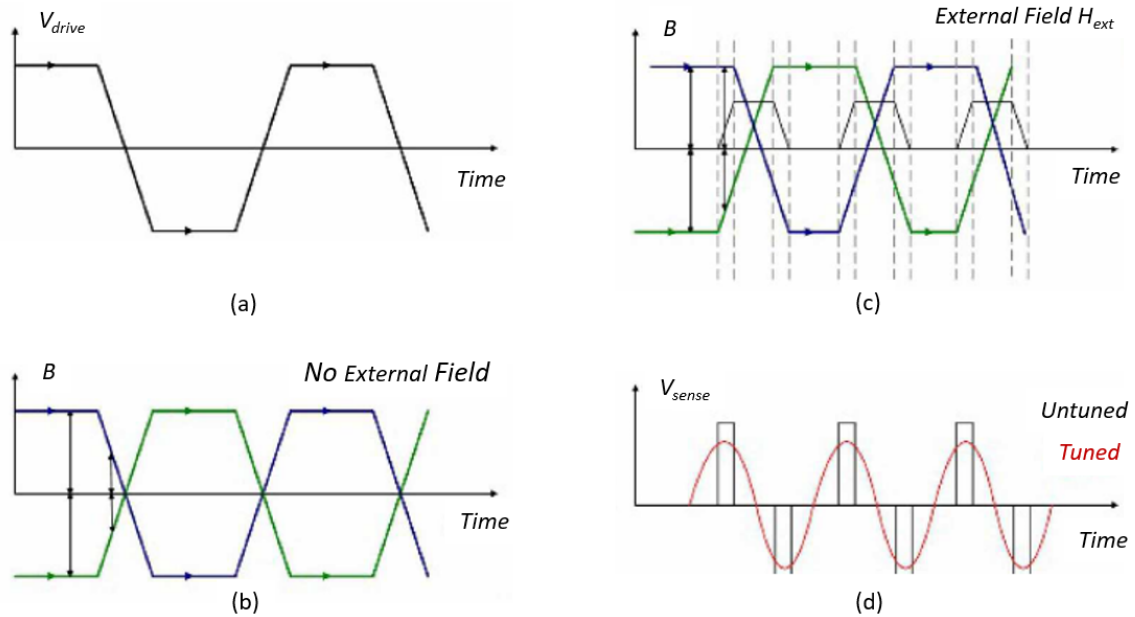 V_drive
Time
(a)
B
External Field H_ext
Time
(c)
B
No External Field
Time
(b)
V_sense
Untuned
Tuned
Time
(d)